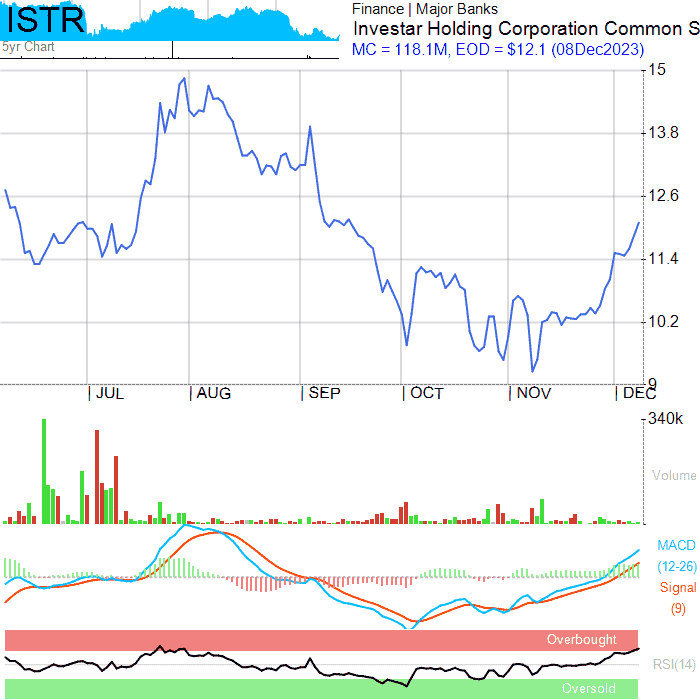 ISTR
5yr Chart
Finance | Major Banks
Investar Holding Corporation Common S
MC = 118.1M, EOD = $12.1 (08Dec2023)
15
13.8
12.6
11.4
10.2
9
JUL AUG SEP OCT NOV DEC
340k
Volume
MACD
(12-26)
Signal
(9)
Overbought
RSI(14)
Oversold